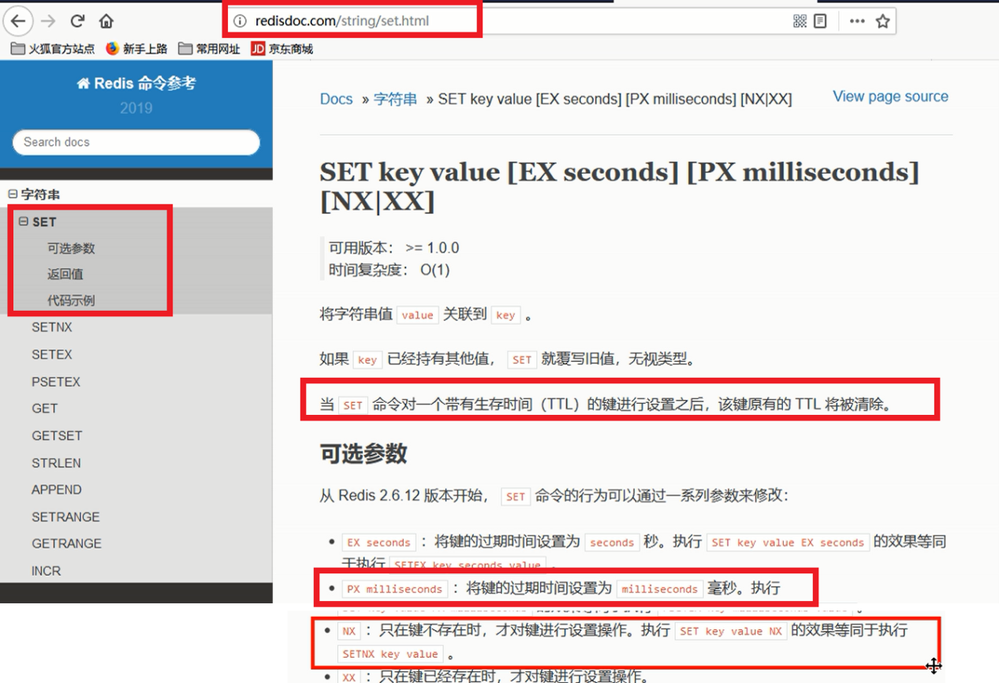 redisdoc.com/string/set.html
火狐官方站点 新手上路 常用网址 JD 京东商城
Redis 命令参考
2019
Search docs
字符串
SET
可选参数
返回值
代码示例
SETNX
SETEX
PSETEX
GET
GETSET
STRLEN
APPEND
SETRANGE
GETRANGE
INCR
Docs » 字符串 » SET key value [EX seconds] [PX milliseconds] [NX|XX]
View page source
SET key value [EX seconds] [PX milliseconds]
[NX|XX]
可用版本: >= 1.0.0
时间复杂度: O(1)
将字符串值 value 关联到 key 。
如果 key 已经持有其他值, SET 就覆写旧值,无视类型。
当 SET 命令对一个带有生存时间(TTL)的键进行设置之后,该键原有的 TTL 将被清除。
可选参数
从 Redis 2.6.12 版本开始, SET 命令的行为可以通过一系列参数来修改:
• EX seconds : 将键的过期时间设置为 seconds 秒。执行 SET key value EX seconds 的效果等同
于执行 SETEX key seconds value 。
• PX milliseconds : 将键的过期时间设置为 milliseconds 毫秒。执行
• NX : 只在键不存在时,才对键进行设置操作。执行 SET key value NX 的效果等同于执行
SETNX key value 。
• XX : 只在键已经存在时,才对键进行设置操作。